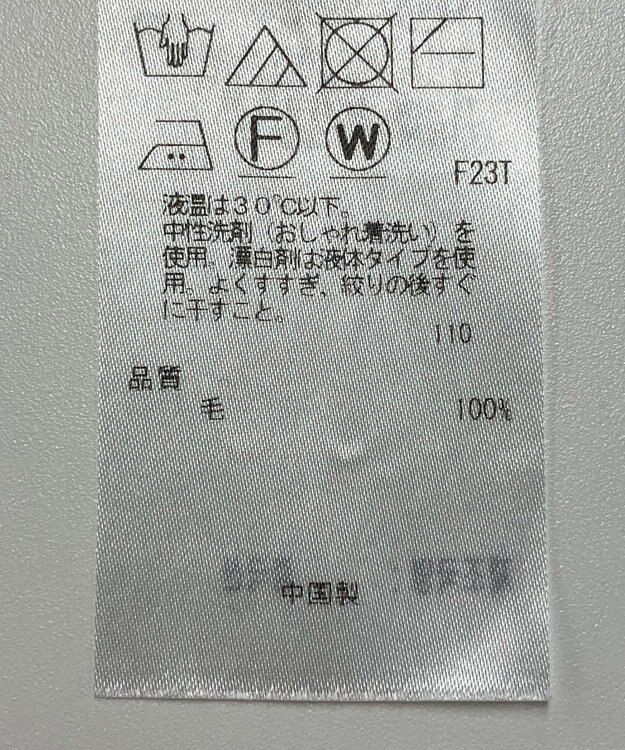 F W
F23T
液温は３０℃以下。
中性洗剤（おしゃれ着洗い）を
使用。漂白剤は液体タイプを使
用。よくすすぎ、絞りの後すぐ
に干すこと。
110
品質
毛 100%
中国製